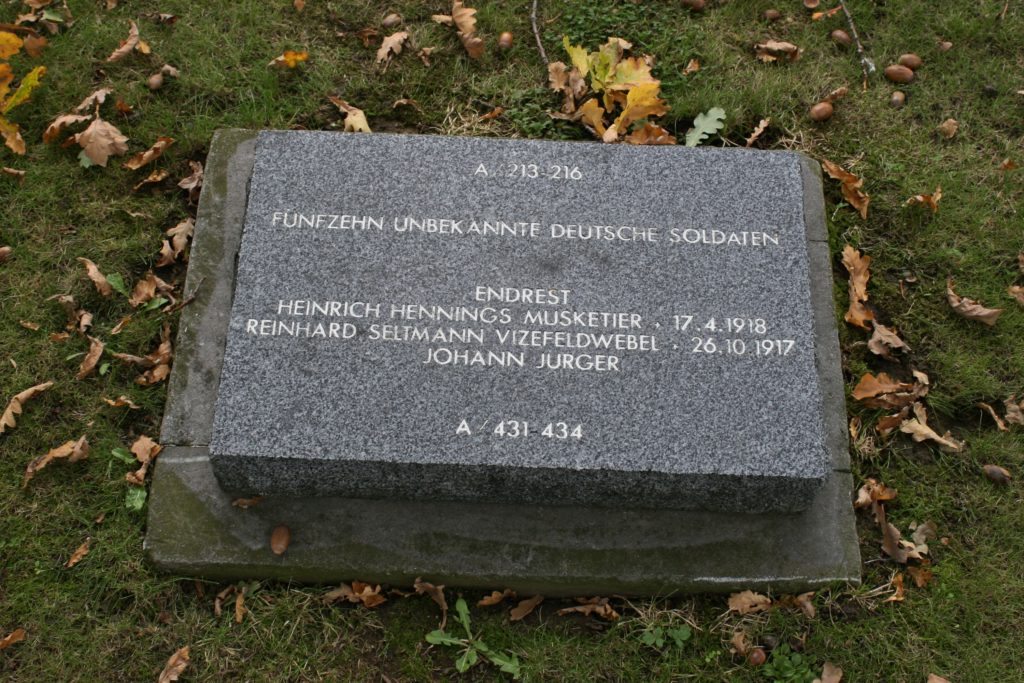 A / 213-216
FÜNFZEHN UNBEKANNTE DEUTSCHE SOLDATEN
ENDREST
HEINRICH HENNINGS MUSKETIER . 17.4.1918
REINHARD SELTMANN VIZEFELDWEBEL . 26.10.1917
JOHANN JURGER
A / 431-434